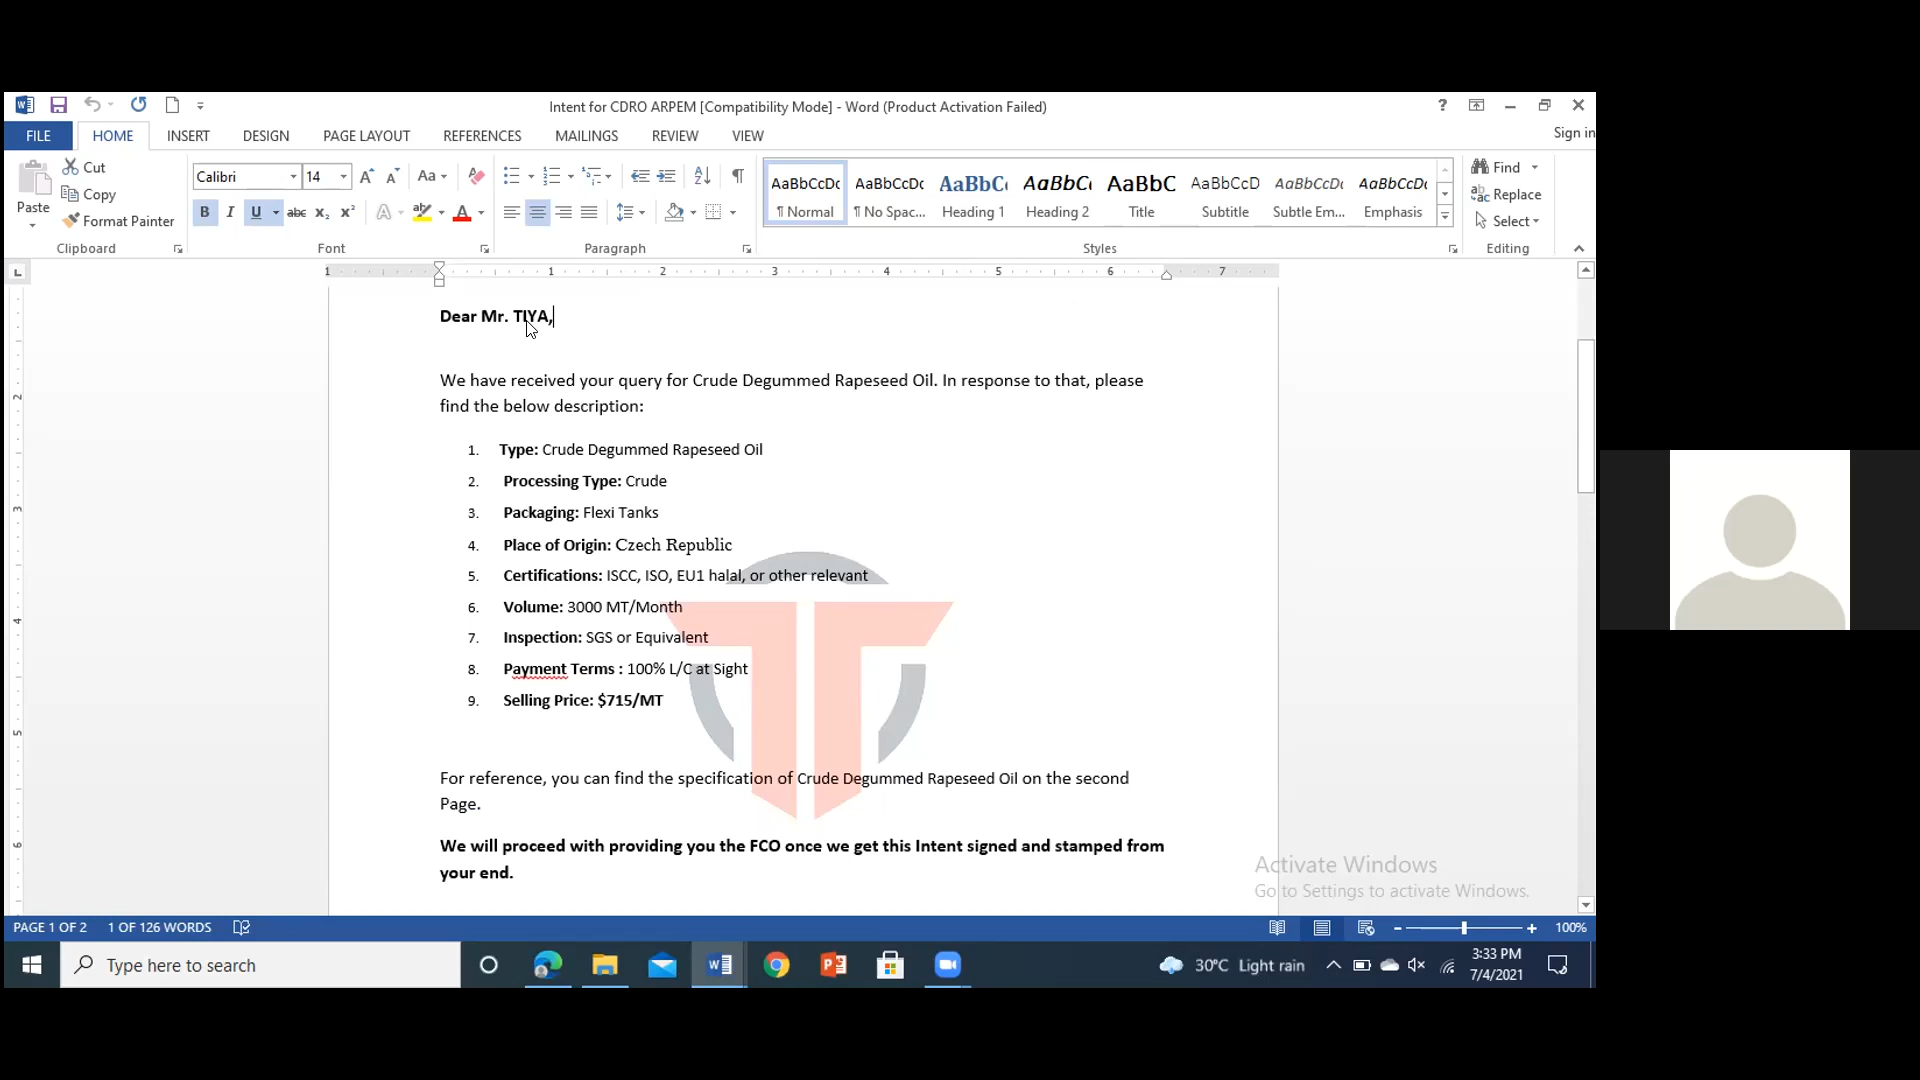 Intent for CDRO ARPEM [Compatibility Mode] - Word (Product Activation Failed)
?
FILE HOME INSERT DESIGN PAGE LAYOUT REFERENCES MAILINGS REVIEW VIEW Sign in
Paste
Cut
Copy
Format Painter
Clipboard
Calibri 14
Font
Paragraph
AaBbCcDc AaBbCcDc AaBbC AaBbC AaBbC AaBbCcD AaBbCcDc AaBbCcDc
¶ Normal ¶ No Spac... Heading 1 Heading 2 Title Subtitle Subtle Em... Emphasis
Styles
Find
Replace
Select
Editing
1 1 2 3 4 5 6 7
Dear Mr. TIYA,
We have received your query for Crude Degummed Rapeseed Oil. In response to that, please
find the below description:
1. Type: Crude Degummed Rapeseed Oil
2. Processing Type: Crude
3. Packaging: Flexi Tanks
4. Place of Origin: Czech Republic
5. Certifications: ISCC, ISO, EU1 halal, or other relevant
6. Volume: 3000 MT/Month
7. Inspection: SGS or Equivalent
8. Payment Terms : 100% L/C at Sight
9. Selling Price: $715/MT
For reference, you can find the specification of Crude Degummed Rapeseed Oil on the second
Page.
We will proceed with providing you the FCO once we get this Intent signed and stamped from
your end.
Activate Windows
Go to Settings to activate Windows.
PAGE 1 OF 2 1 OF 126 WORDS 100%
Type here to search
30°C Light rain
3:33 PM
7/4/2021